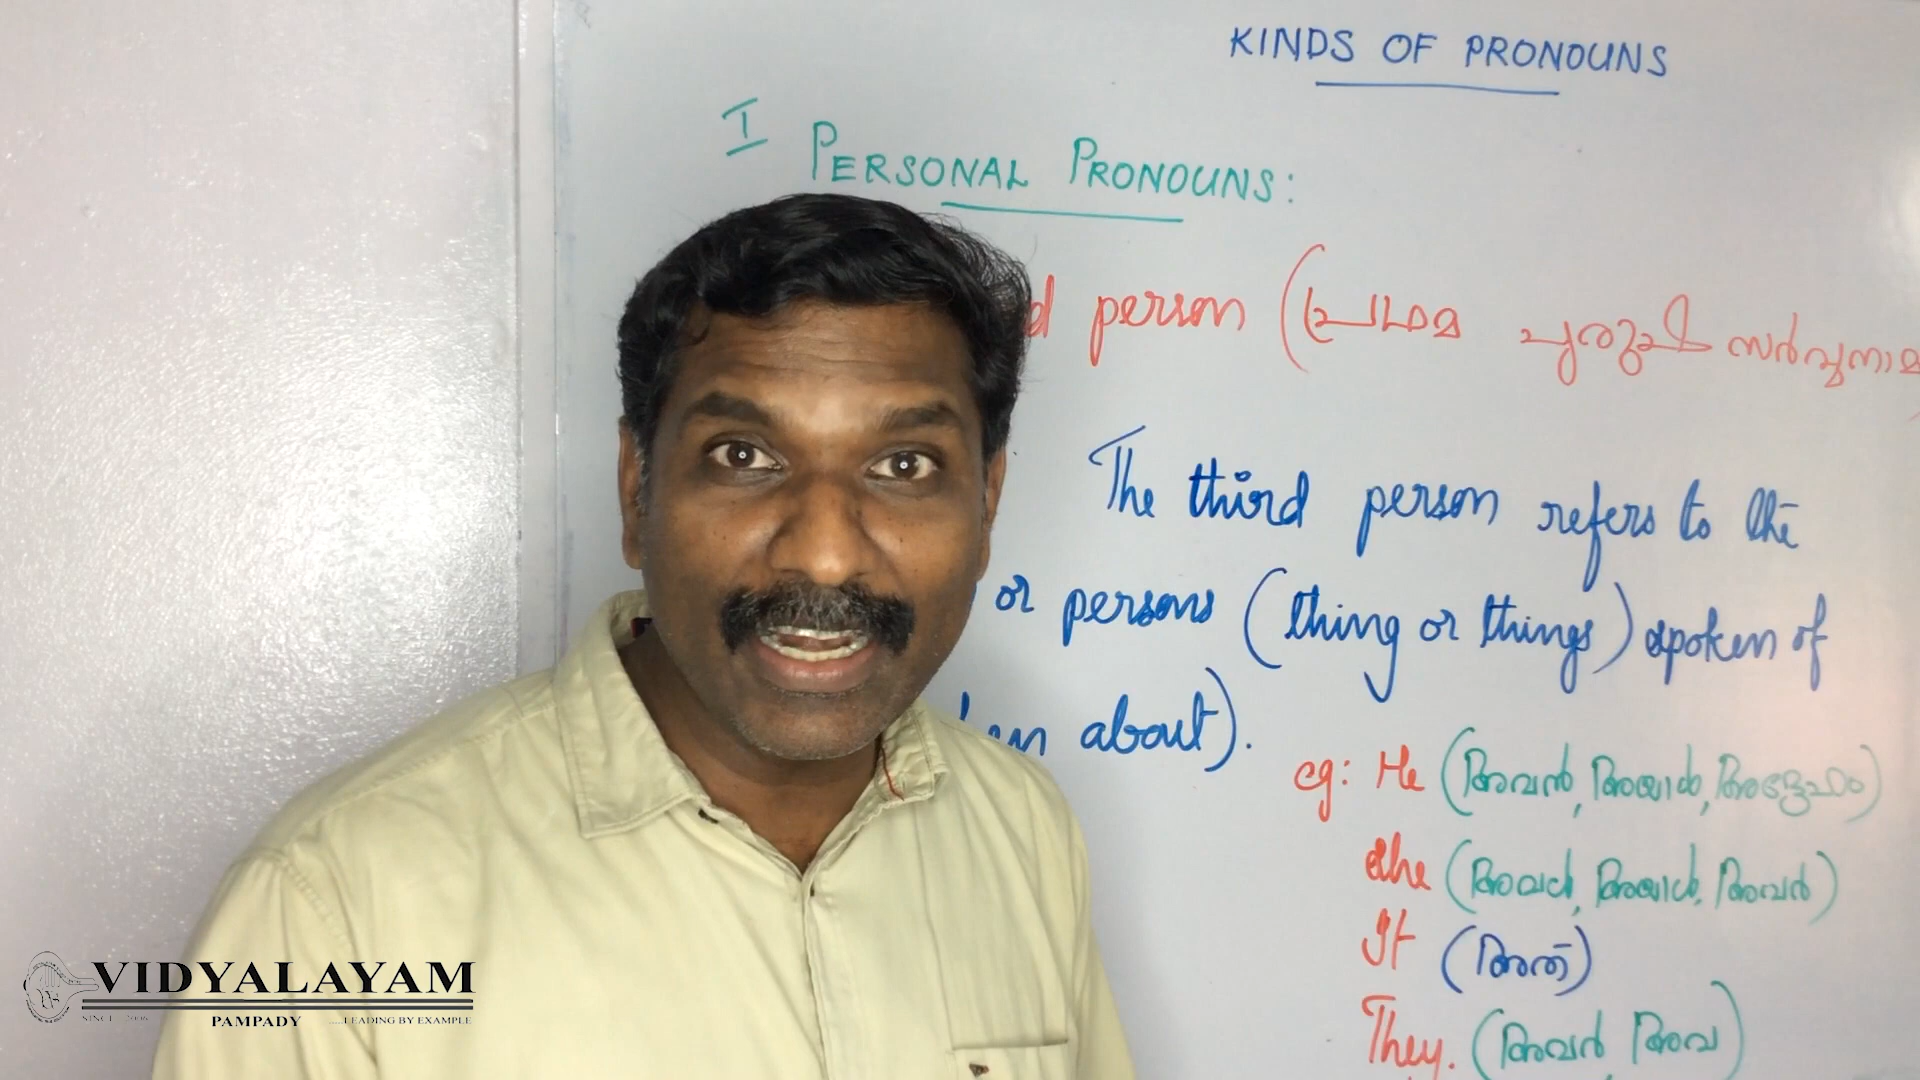 KINDS OF PRONOUNS
I PERSONAL PRONOUNS:
person (പ്രഥമ പുരുഷ സർവ്വനാമ
The third person refers to the
or persons (thing or things) spoken of
about).
eg: He (അവൻ, അയാൾ, അദ്ദേഹം)
she (അവൾ, അയാൾ, അവർ)
It (അത്)
They. (അവർ, അവ)
VIDYALAYAM
SINCE 2006 PAMPADY .....LEADING BY EXAMPLE